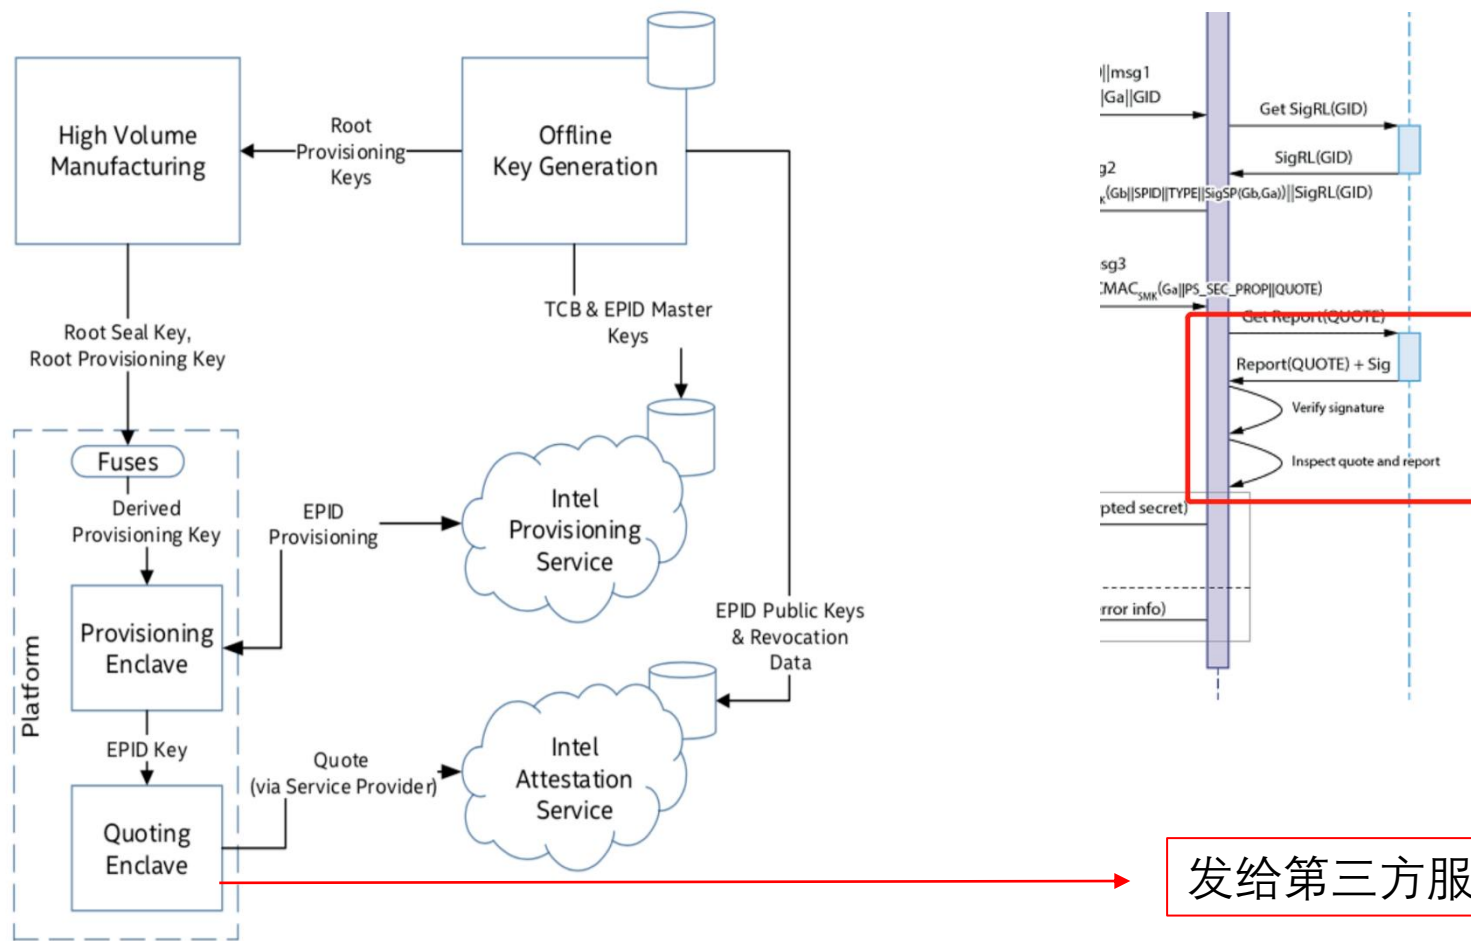 High Volume
Manufacturing
Root
Provisioning
Keys
Offline
Key Generation
TCB & EPID Master
Keys
Root Seal Key,
Root Provisioning Key
Fuses
Derived
Provisioning Key
EPID
Provisioning
Intel
Provisioning
Service
Provisioning
Enclave
Platform
EPID Public Keys
& Revocation
Data
EPID Key
Quote
(via Service Provider)
Intel
Attestation
Service
Quoting
Enclave
||msg1
|Ga||GID
Get SigRL(GID)
SigRL(GID)
g2
K(Gb||SPID||TYPE||SigSP(Gb,Ga))||SigRL(GID)
sg3
CMAC SMK(Ga||PS_SEC_PROP||QUOTE)
Get Report(QUOTE)
Report(QUOTE) + Sig
Verify signature
Inspect quote and report
pted secret)
rror info)
发给第三方服